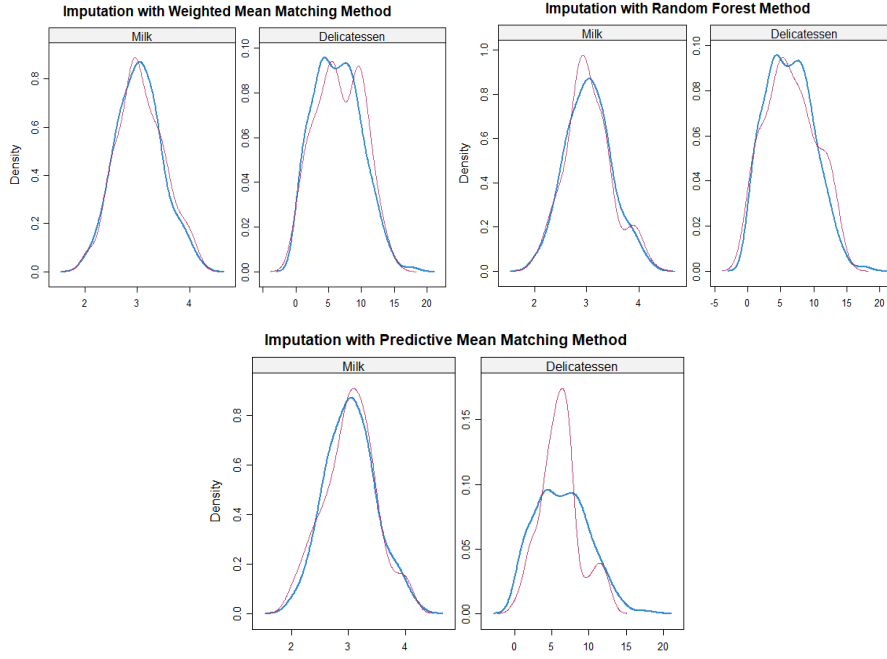 Imputation with Weighted Mean Matching Method
Milk
Delicatessen
Density
0.0 0.2 0.4 0.6 0.8
2 3 4
0.00 0.02 0.04 0.06 0.08 0.10
0 5 10 15 20
Imputation with Random Forest Method
Milk
Delicatessen
Density
0.0 0.2 0.4 0.6 0.8 1.0
2 3 4
0.00 0.02 0.04 0.06 0.08 0.10
-5 0 5 10 15 20
Imputation with Predictive Mean Matching Method
Milk
Delicatessen
Density
0.0 0.2 0.4 0.6 0.8
2 3 4
0.00 0.05 0.10 0.15
0 5 10 15 20